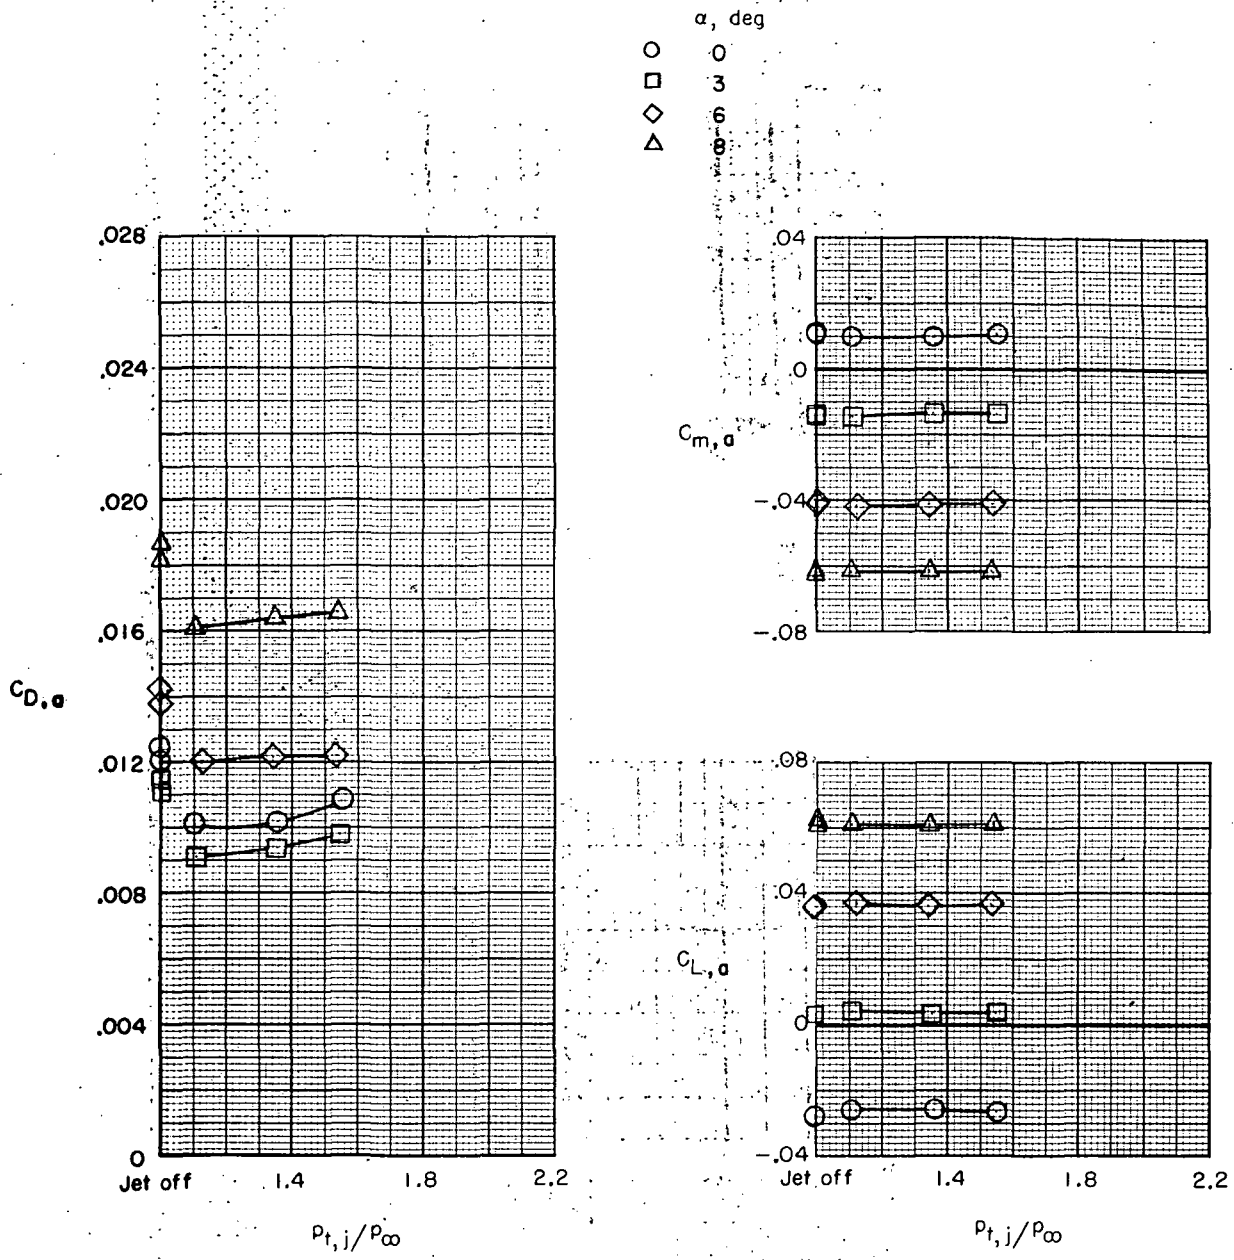 α, deg
0
3
6
8
.028
.024
.020
.016
.012
.008
.004
0
C_D,a
Jet off 1.4 1.8 2.2
p_t,j/p_∞
.04
0
-.04
-.08
C_m,a
.08
.04
0
-.04
C_L,a
Jet off 1.4 1.8 2.2
p_t,j/p_∞